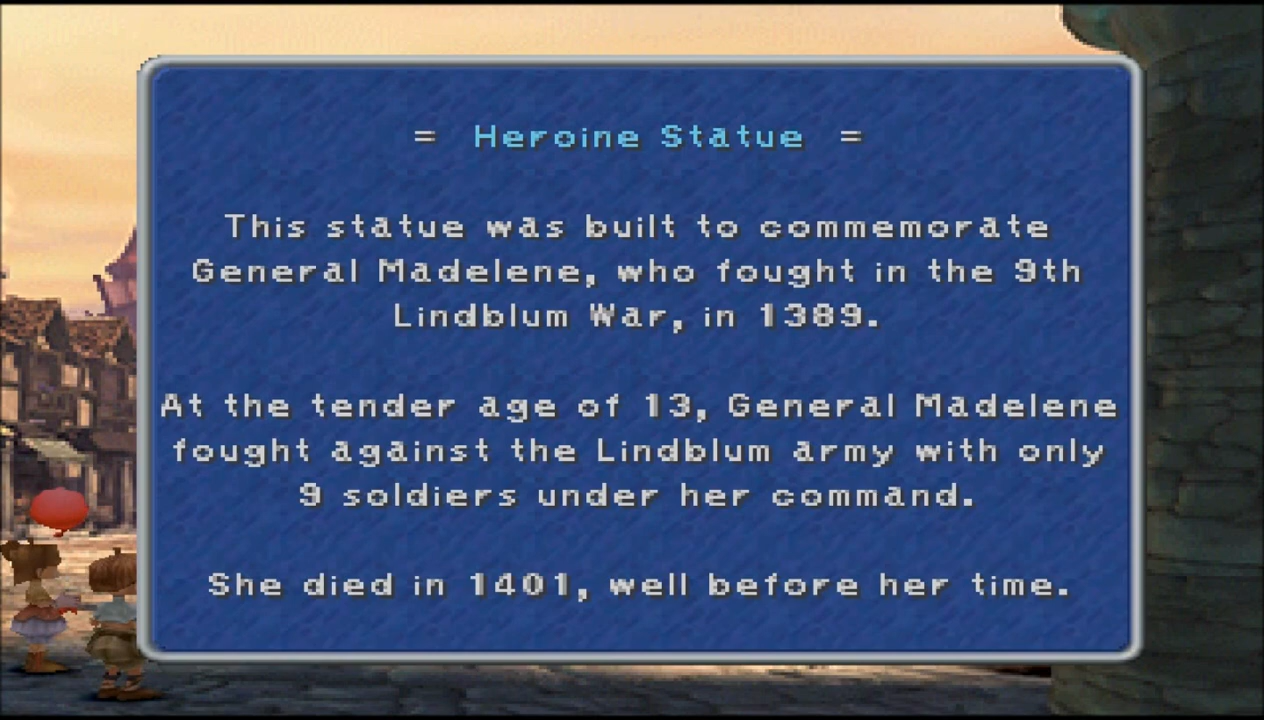 = Heroine Statue =
This statue was built to commemorate
General Madelene, who fought in the 9th
Lindblum War, in 1389.
At the tender age of 13, General Madelene
fought against the Lindblum army with only
9 soldiers under her command.
She died in 1401, well before her time.